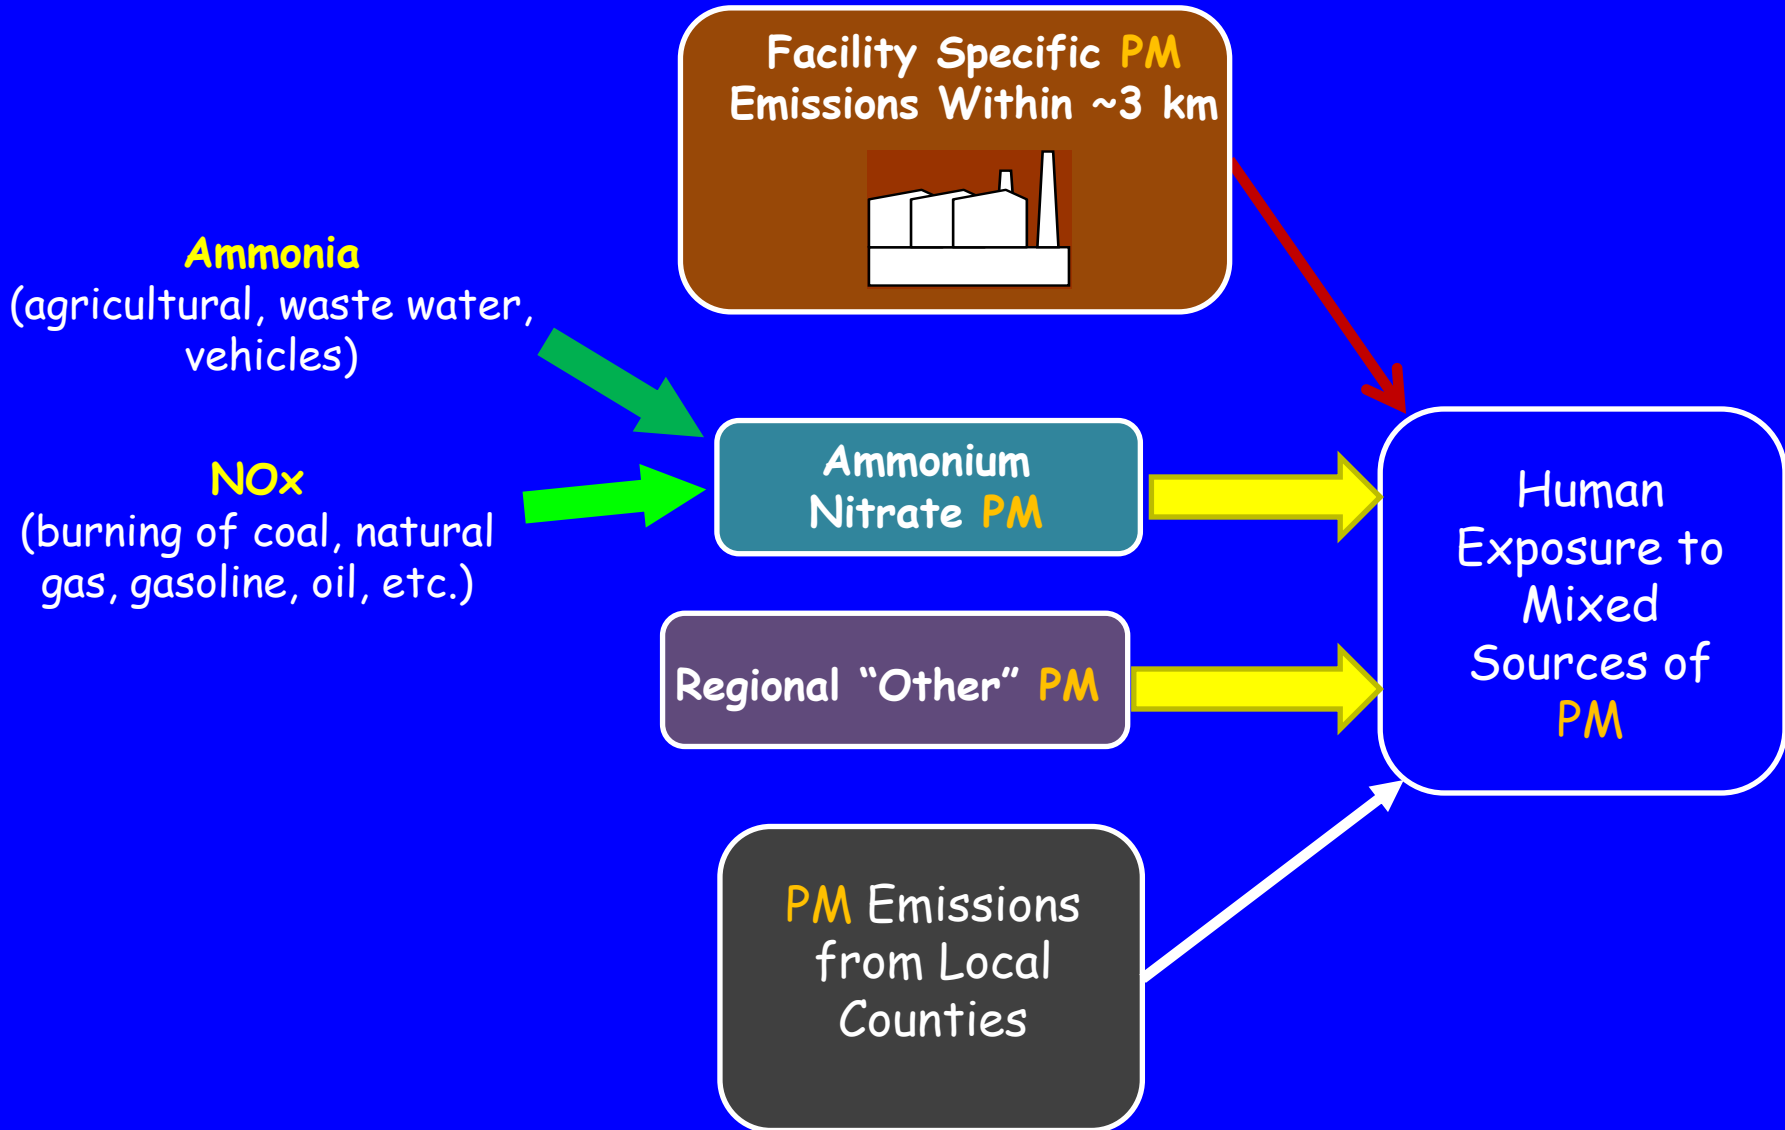 Facility Specific PM
Emissions Within ~3 km
Ammonia
(agricultural, waste water,
vehicles)
NOx
(burning of coal, natural
gas, gasoline, oil, etc.)
Ammonium
Nitrate PM
Regional “Other” PM
PM Emissions
from Local
Counties
Human
Exposure to
Mixed
Sources of
PM